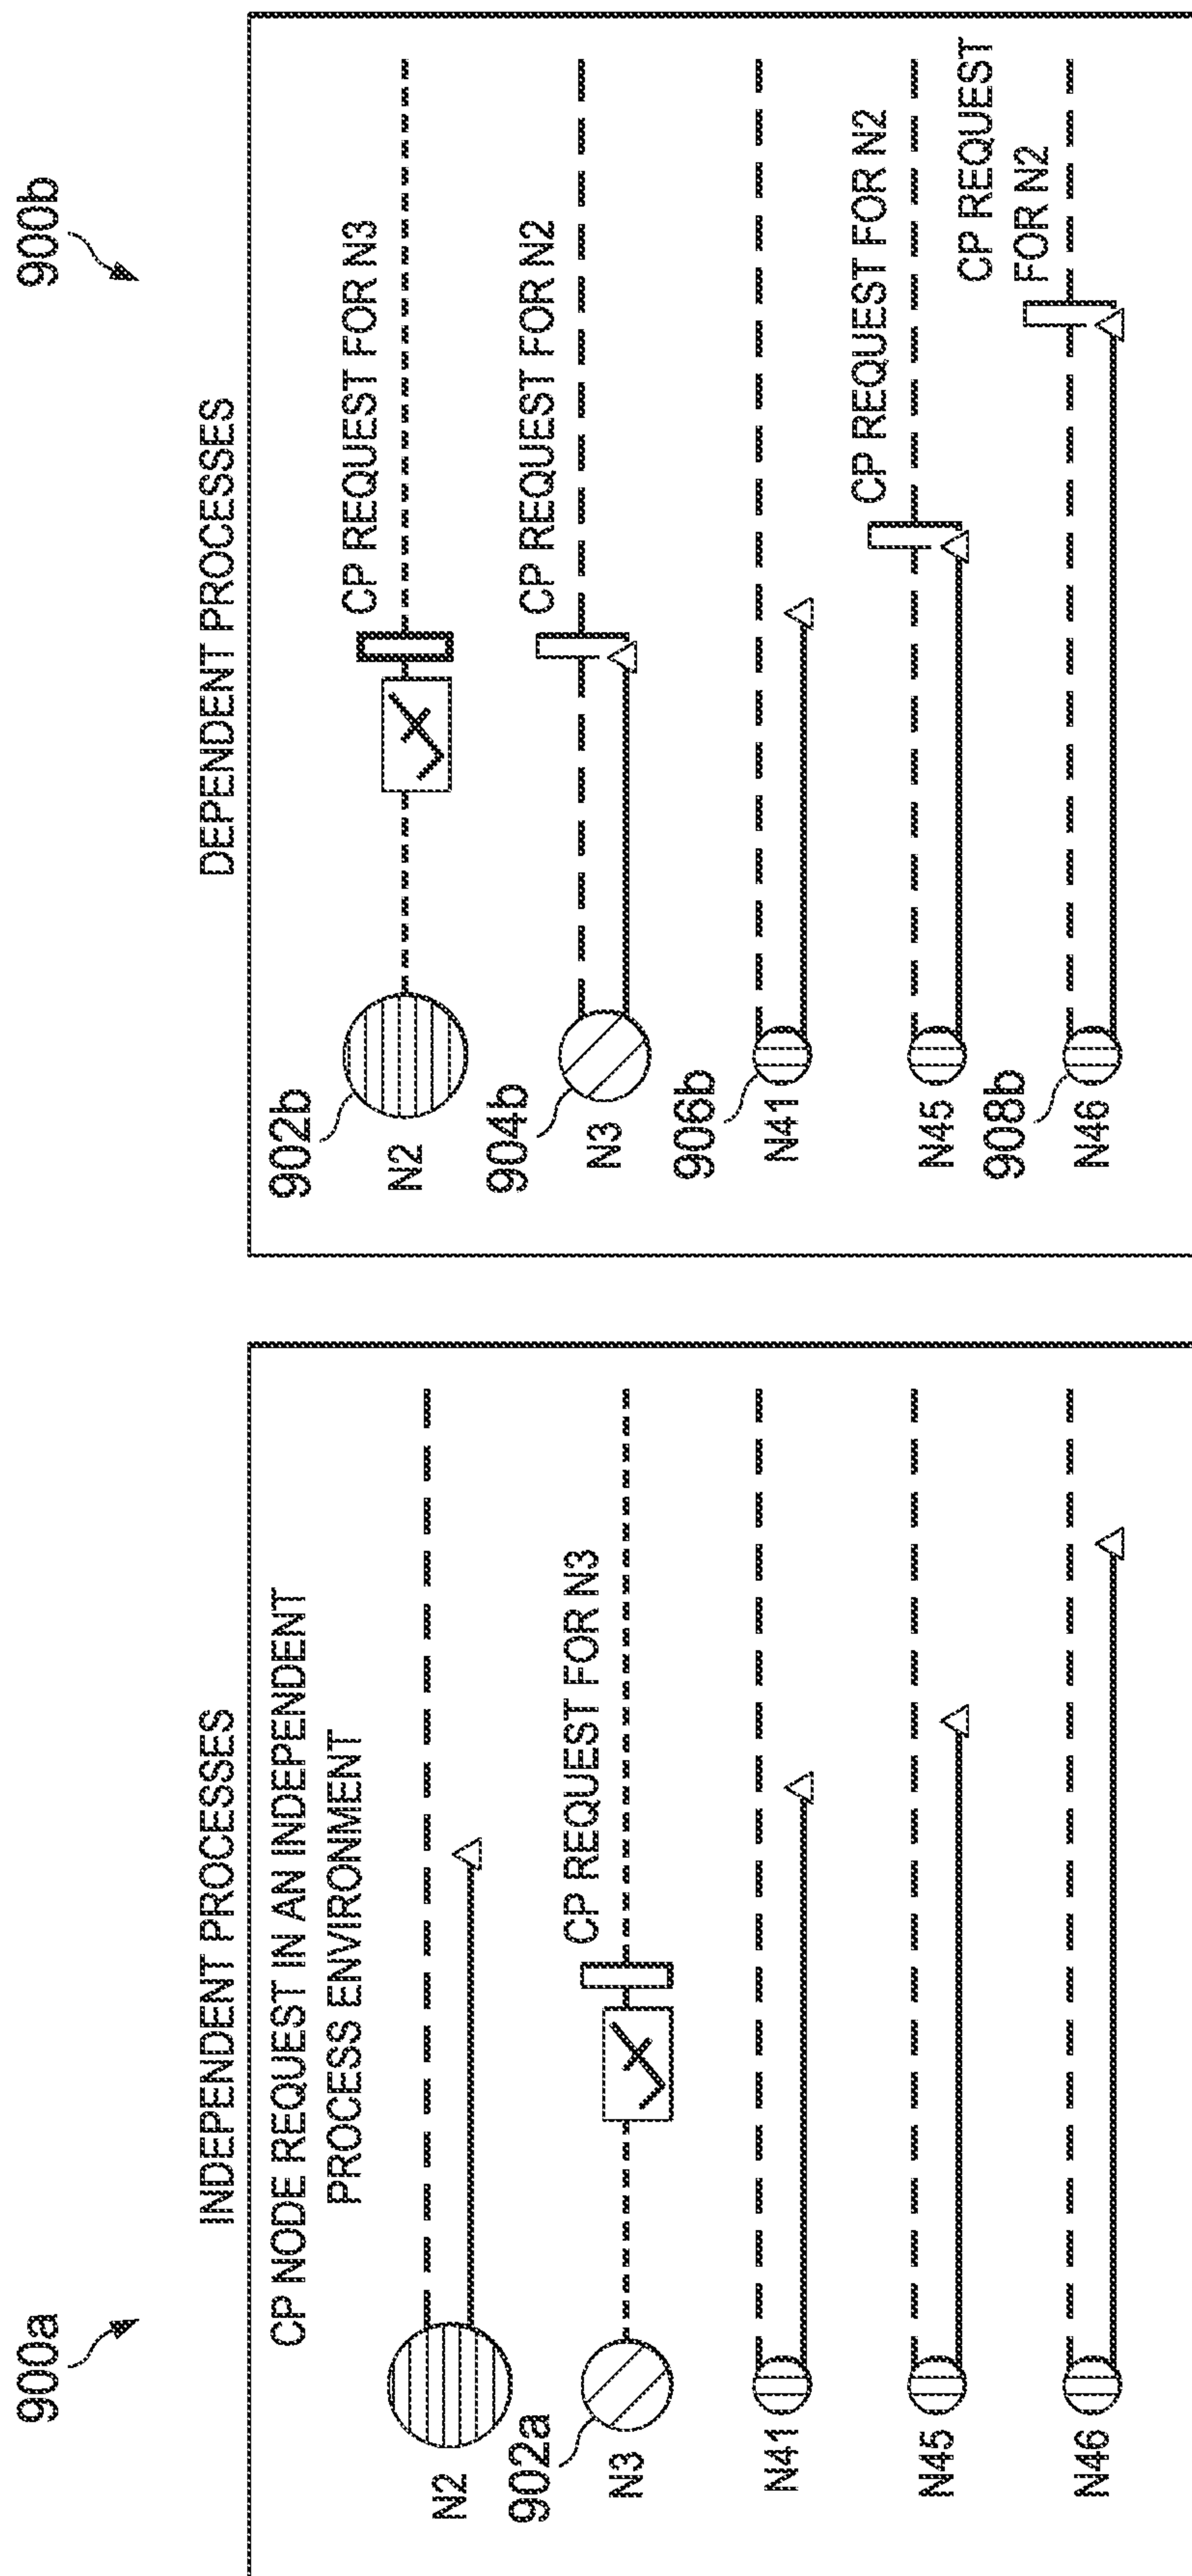 900a
INDEPENDENT PROCESSES
CP NODE REQUEST IN AN INDEPENDENT
PROCESS ENVIRONMENT
N2
902a
CP REQUEST FOR N3
N3
N41
N45
N46
900b
DEPENDENT PROCESSES
902b
CP REQUEST FOR N3
N2
904b
CP REQUEST FOR N2
N3
906b
N41
CP REQUEST FOR N2
N45
908b
CP REQUEST
FOR N2
N46